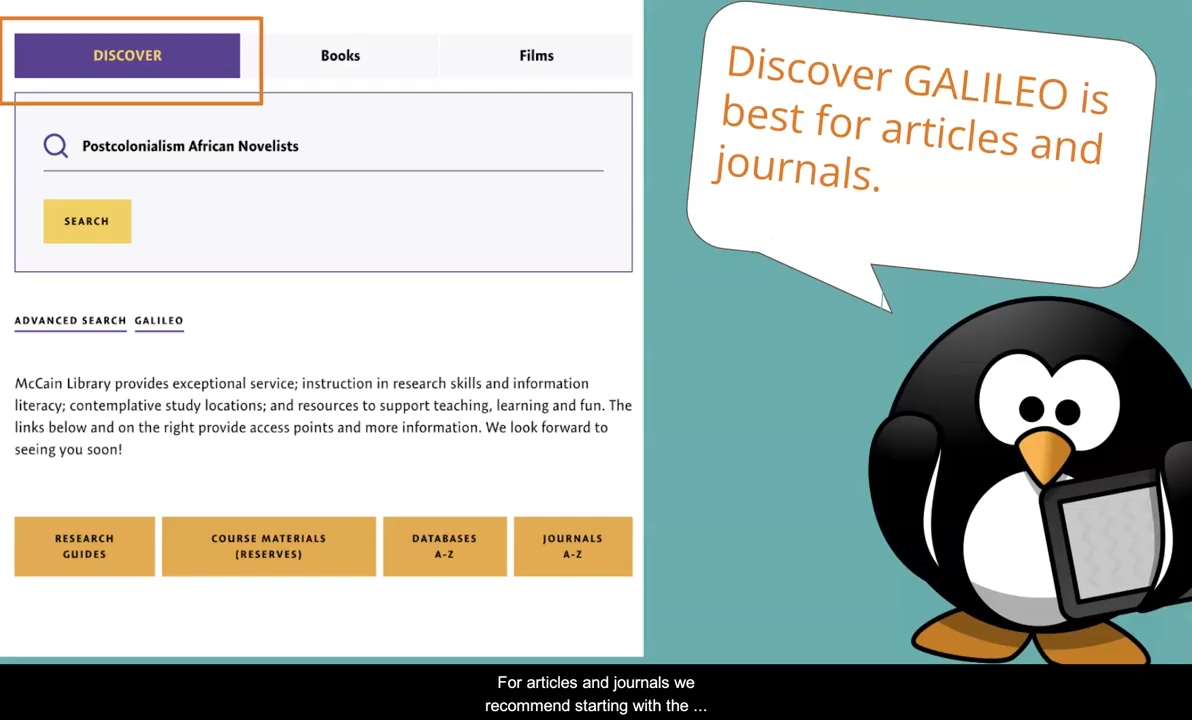 DISCOVER
Books
Films
Postcolonialism African Novelists
SEARCH
ADVANCED SEARCH GALILEO
McCain Library provides exceptional service; instruction in research skills and information
literacy; contemplative study locations; and resources to support teaching, learning and fun. The
links below and on the right provide access points and more information. We look forward to
seeing you soon!
RESEARCH
GUIDES
COURSE MATERIALS
(RESERVES)
DATABASES
A-Z
JOURNALS
A-Z
Discover GALILEO is
best for articles and
journals.
For articles and journals we
recommend starting with the ...